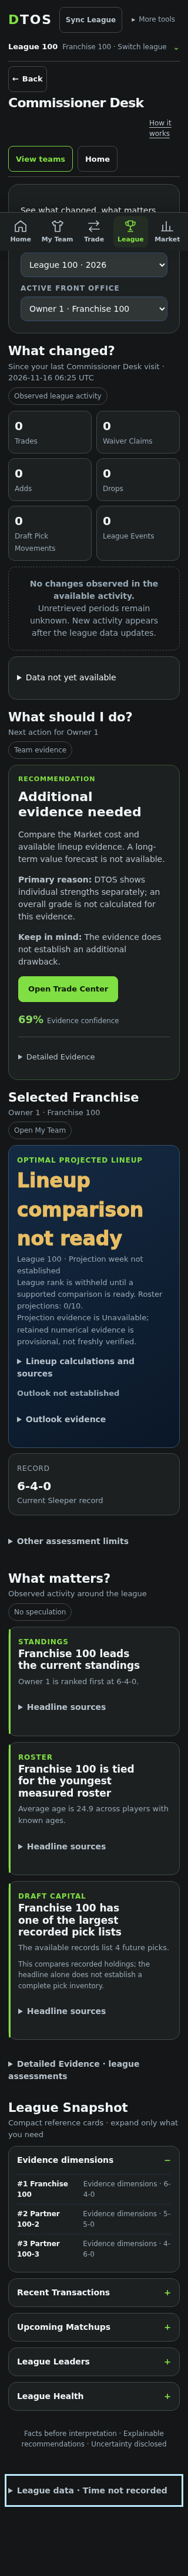 DTOS
Sync League
▸ More tools
League 100 Franchise 100 · Switch league ⌄
← Back
Commissioner Desk
How it
works
View teams
Home
See what changed, what matters,
Home
My Team
Trade
League
Market
League 100 · 2026
ACTIVE FRONT OFFICE
Owner 1 · Franchise 100
What changed?
Since your last Commissioner Desk visit ·
2026-11-16 06:25 UTC
Observed league activity
0
Trades
0
Waiver Claims
0
Adds
0
Drops
0
Draft Pick
Movements
0
League Events
No changes observed in the
available activity.
Unretrieved periods remain
unknown. New activity appears
after the league data updates.
▸ Data not yet available
What should I do?
Next action for Owner 1
Team evidence
RECOMMENDATION
Additional
evidence needed
Compare the Market cost and
available lineup evidence. A long-
term value forecast is not available.
Primary reason: DTOS shows
individual strengths separately; an
overall grade is not calculated for
this evidence.
Keep in mind: The evidence does
not establish an additional
drawback.
Open Trade Center
69% Evidence confidence
▸ Detailed Evidence
Selected Franchise
Owner 1 · Franchise 100
Open My Team
OPTIMAL PROJECTED LINEUP
Lineup
comparison
not ready
League 100 · Projection week not
established
League rank is withheld until a
supported comparison is ready. Roster
projections: 0/10.
Projection evidence is Unavailable;
retained numerical evidence is
provisional, not freshly verified.
▸ Lineup calculations and
sources
Outlook not established
▸ Outlook evidence
RECORD
6-4-0
Current Sleeper record
▸ Other assessment limits
What matters?
Observed activity around the league
No speculation
STANDINGS
Franchise 100 leads
the current standings
Owner 1 is ranked first at 6-4-0.
▸ Headline sources
ROSTER
Franchise 100 is tied
for the youngest
measured roster
Average age is 24.9 across players with
known ages.
▸ Headline sources
DRAFT CAPITAL
Franchise 100 has
one of the largest
recorded pick lists
The available records list 4 future picks.
This compares recorded holdings; the
headline alone does not establish a
complete pick inventory.
▸ Headline sources
▸ Detailed Evidence · league
assessments
League Snapshot
Compact reference cards · expand only what
you need
Evidence dimensions −
#1 Franchise
100
Evidence dimensions · 6-
4-0
#2 Partner
100-2
Evidence dimensions · 5-
5-0
#3 Partner
100-3
Evidence dimensions · 4-
6-0
Recent Transactions +
Upcoming Matchups +
League Leaders +
League Health +
Facts before interpretation · Explainable
recommendations · Uncertainty disclosed
▸ League data · Time not recorded